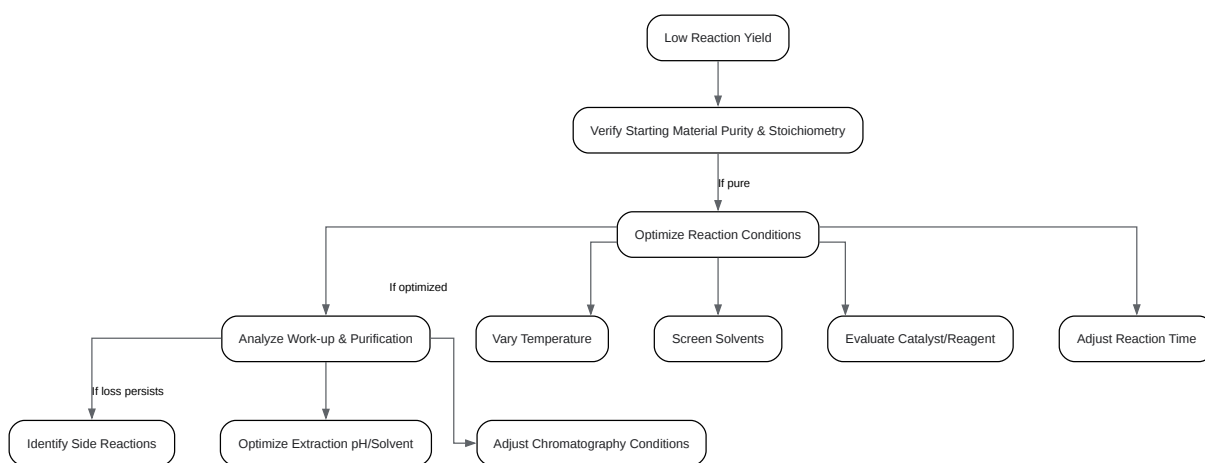 Low Reaction Yield
Verify Starting Material Purity & Stoichiometry
If pure
Optimize Reaction Conditions
If optimized
Analyze Work-up & Purification
Vary Temperature
Screen Solvents
Evaluate Catalyst/Reagent
Adjust Reaction Time
If loss persists
Identify Side Reactions
Optimize Extraction pH/Solvent
Adjust Chromatography Conditions